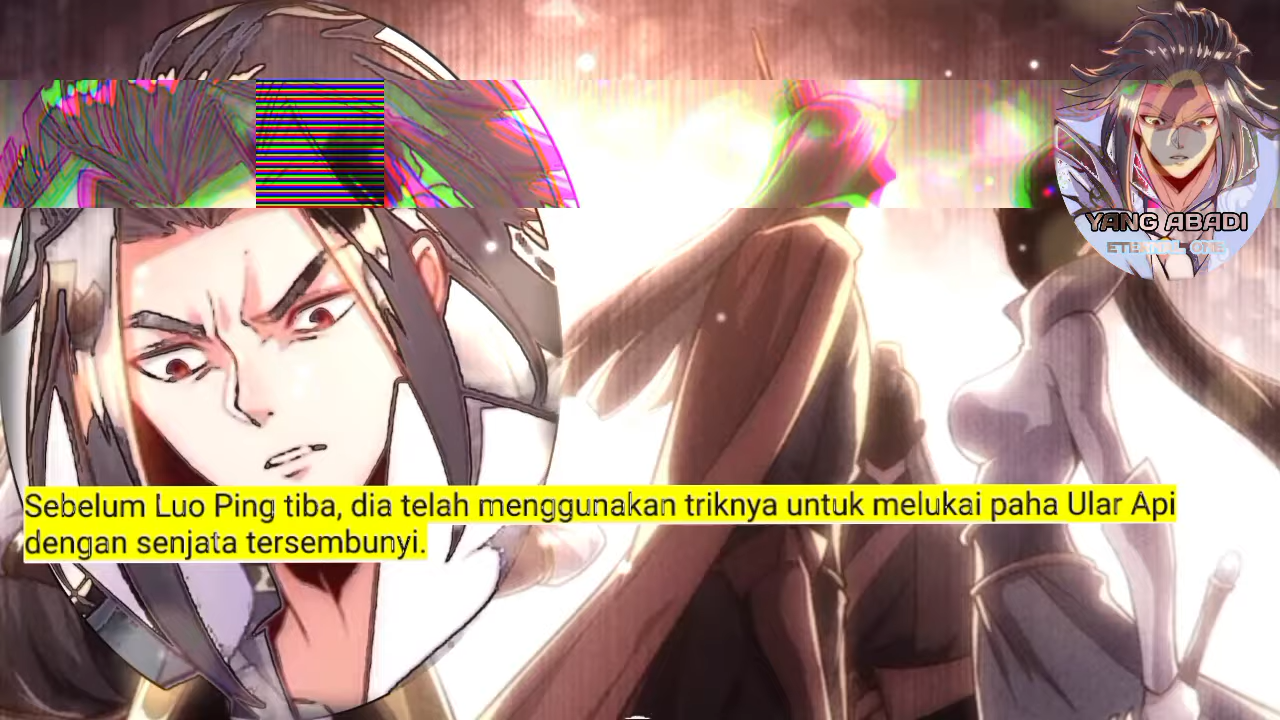 YANG ABADI
Sebelum Luo Ping tiba, dia telah menggunakan triknya untuk melukai paha Ular Api
dengan senjata tersembunyi.